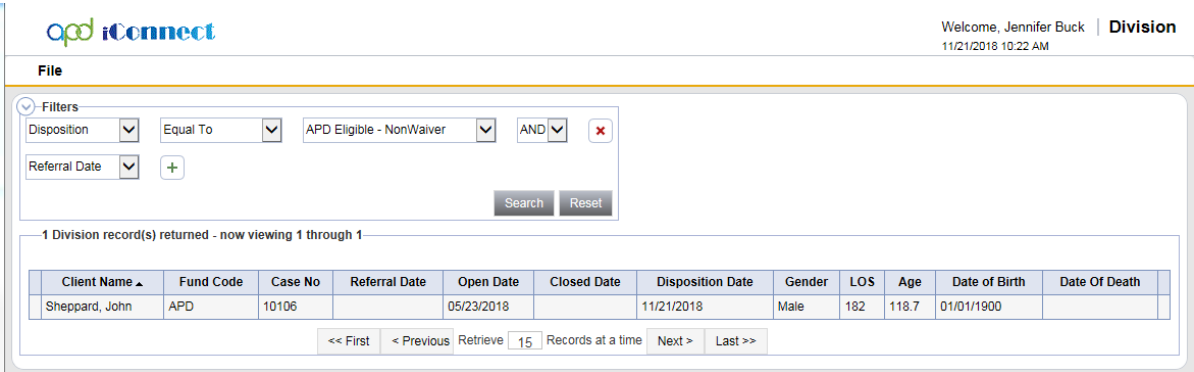 apd iConnect
Welcome, Jennifer Buck | Division
11/21/2018 10:22 AM
File
Filters
Disposition Equal To APD Eligible - NonWaiver AND
Referral Date
Search Reset
1 Division record(s) returned - now viewing 1 through 1
Client Name Fund Code Case No Referral Date Open Date Closed Date Disposition Date Gender LOS Age Date of Birth Date Of Death
Sheppard, John APD 10106 05/23/2018 11/21/2018 Male 182 118.7 01/01/1900
<< First < Previous Retrieve 15 Records at a time Next > Last >>